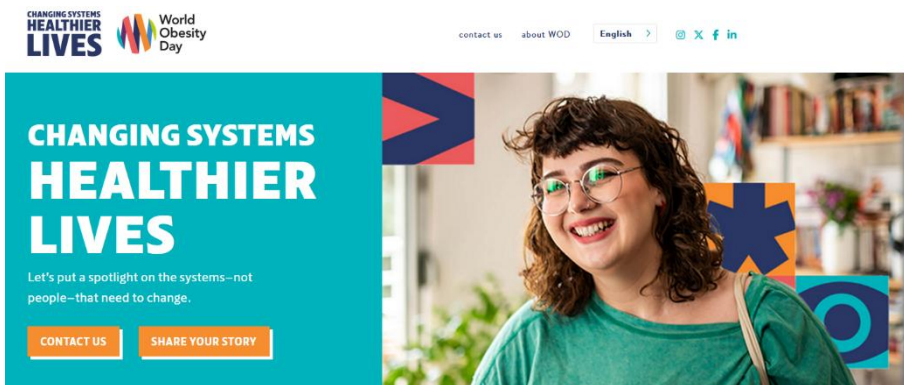 CHANGING SYSTEMS
HEALTHIER
LIVES
World
Obesity
Day
contact us
about WOD
English
CHANGING SYSTEMS
HEALTHIER
LIVES
Let's put a spotlight on the systems–not
people–that need to change.
CONTACT US
SHARE YOUR STORY